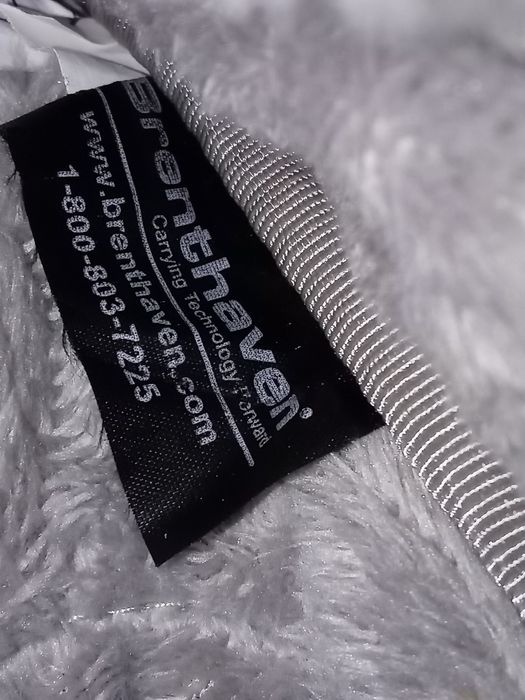 Brenthaven®
Carrying Technology Forward
www.brenthaven.com
1-800-803-7225